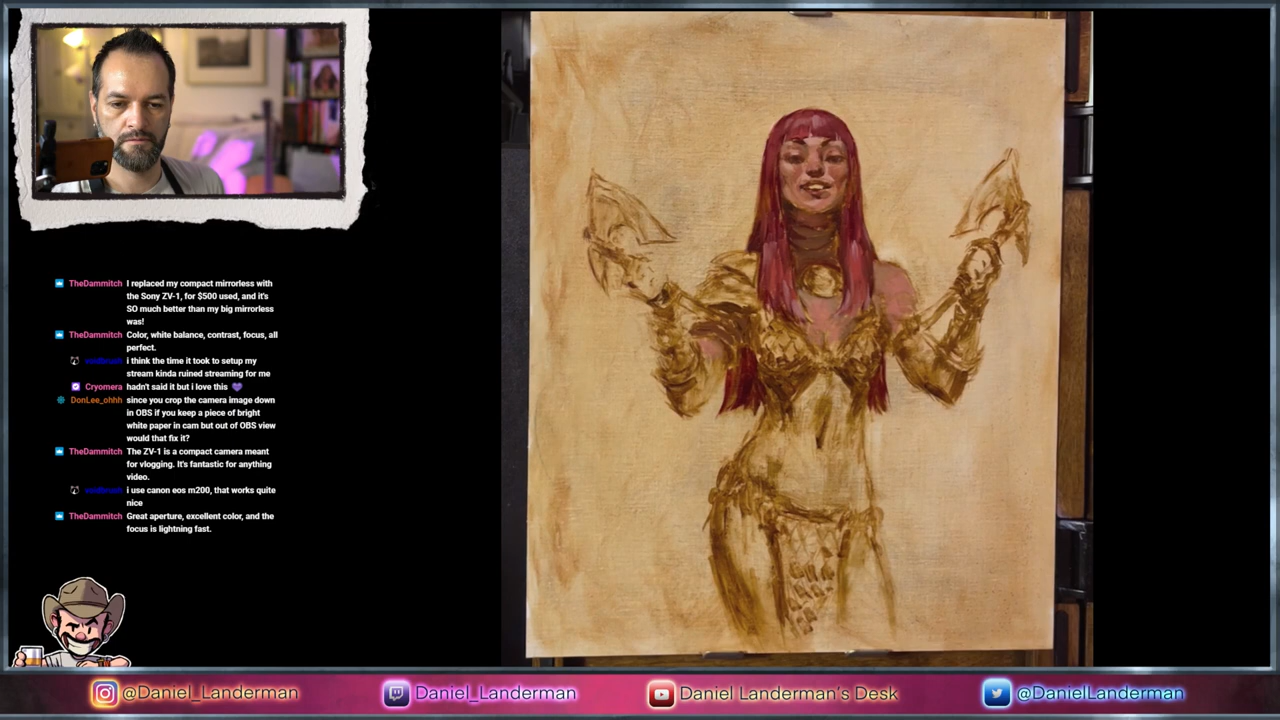 TheDammitch I replaced my compact mirrorless with
the Sony ZV-1, for $500 used, and it's
SO much better than my big mirrorless
was!
TheDammitch Color, white balance, contrast, focus, all
perfect.
i think the time it took to setup my
stream kinda ruined streaming for me
Cryomera hadn't said it but i love this 💜
DonLee_ohhh since you crop the camera image down
in OBS if you keep a piece of bright
white paper in cam but out of OBS view
would that fix it?
TheDammitch The ZV-1 is a compact camera meant
for vlogging. It's fantastic for anything
video.
i use canon eos m200, that works quite
nice
TheDammitch Great aperture, excellent color, and the
focus is lightning fast.
@Daniel_Landerman Daniel_Landerman Daniel Landerman's Desk @DanielLanderman